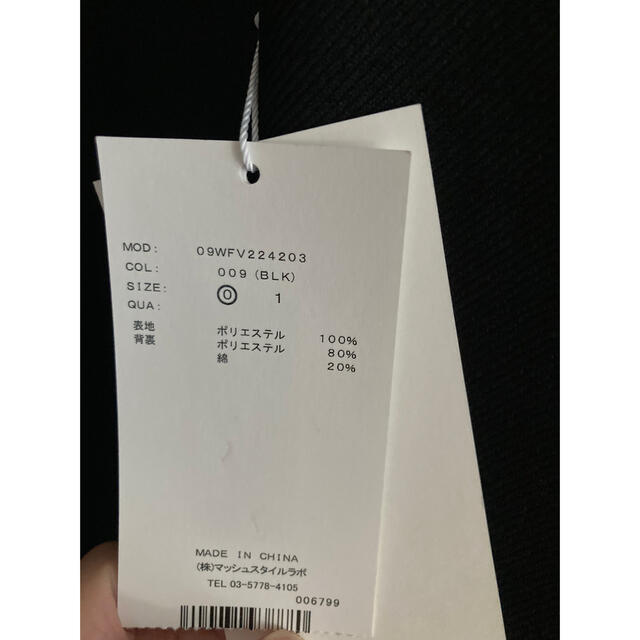 MOD: 09WFV224203
COL: 009 (BLK)
SIZE: 0 1
QUA:
表地 ポリエステル 100%
背裏 ポリエステル 80%
綿 20%
MADE IN CHINA
(株)マッシュスタイルラボ
TEL 03-5778-4105
006799